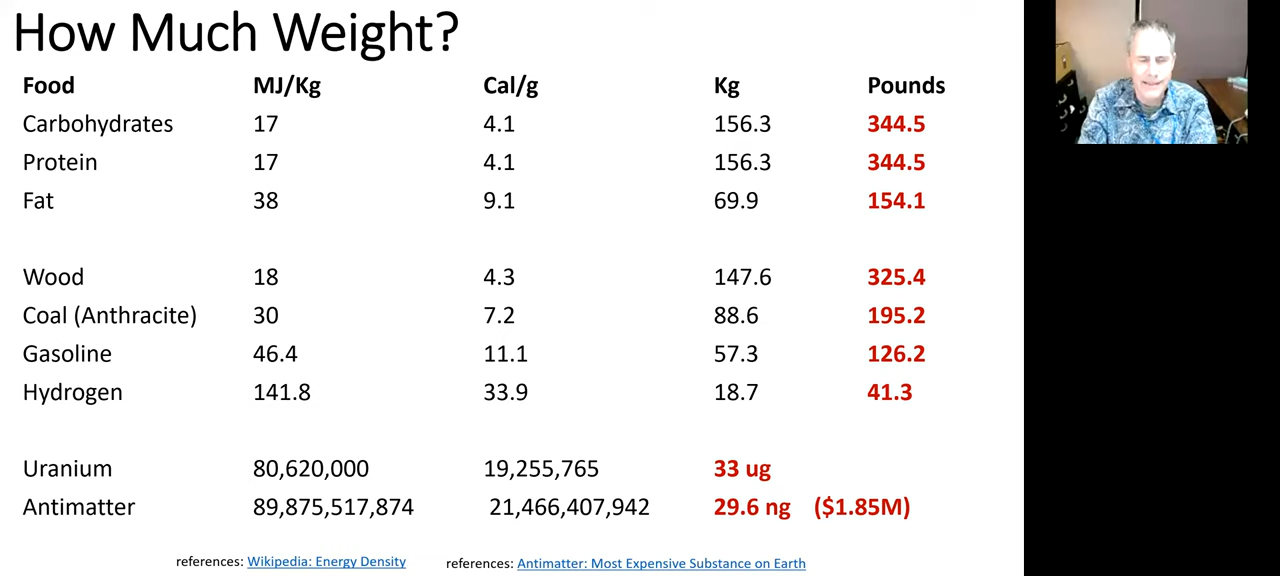 How Much Weight?
Food MJ/Kg Cal/g Kg Pounds
Carbohydrates 17 4.1 156.3 344.5
Protein 17 4.1 156.3 344.5
Fat 38 9.1 69.9 154.1
Wood 18 4.3 147.6 325.4
Coal (Anthracite) 30 7.2 88.6 195.2
Gasoline 46.4 11.1 57.3 126.2
Hydrogen 141.8 33.9 18.7 41.3
Uranium 80,620,000 19,255,765 33 ug
Antimatter 89,875,517,874 21,466,407,942 29.6 ng ($1.85M)
references: Wikipedia: Energy Density references: Antimatter: Most Expensive Substance on Earth